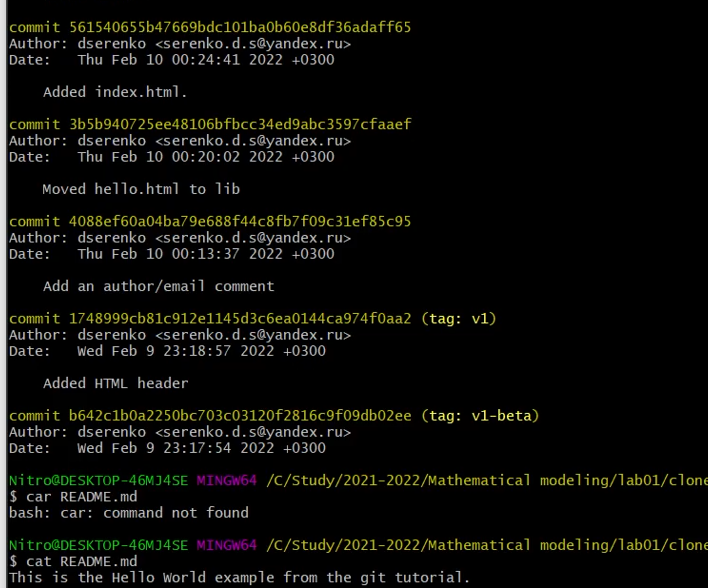 commit 561540655b47669bdc101ba0b60e8df36adaff65
Author: dserenko <serenko.d.s@yandex.ru>
Date:   Thu Feb 10 00:24:41 2022 +0300
    Added index.html.
commit 3b5b940725ee48106bfbcc34ed9abc3597cfaaef
Author: dserenko <serenko.d.s@yandex.ru>
Date:   Thu Feb 10 00:20:02 2022 +0300
    Moved hello.html to lib
commit 4088ef60a04ba79e688f44c8fb7f09c31ef85c95
Author: dserenko <serenko.d.s@yandex.ru>
Date:   Thu Feb 10 00:13:37 2022 +0300
    Add an author/email comment
commit 1748999cb81c912e1145d3c6ea0144ca974f0aa2 (tag: v1)
Author: dserenko <serenko.d.s@yandex.ru>
Date:   Wed Feb 9 23:18:57 2022 +0300
    Added HTML header
commit b642c1b0a2250bc703c03120f2816c9f09db02ee (tag: v1-beta)
Author: dserenko <serenko.d.s@yandex.ru>
Date:   Wed Feb 9 23:17:54 2022 +0300
Nitro@DESKTOP-46MJ4SE MINGW64 /C/Study/2021-2022/Mathematical modeling/lab01/clone
$ car README.md
bash: car: command not found
Nitro@DESKTOP-46MJ4SE MINGW64 /C/Study/2021-2022/Mathematical modeling/lab01/clone
$ cat README.md
This is the Hello World example from the git tutorial.